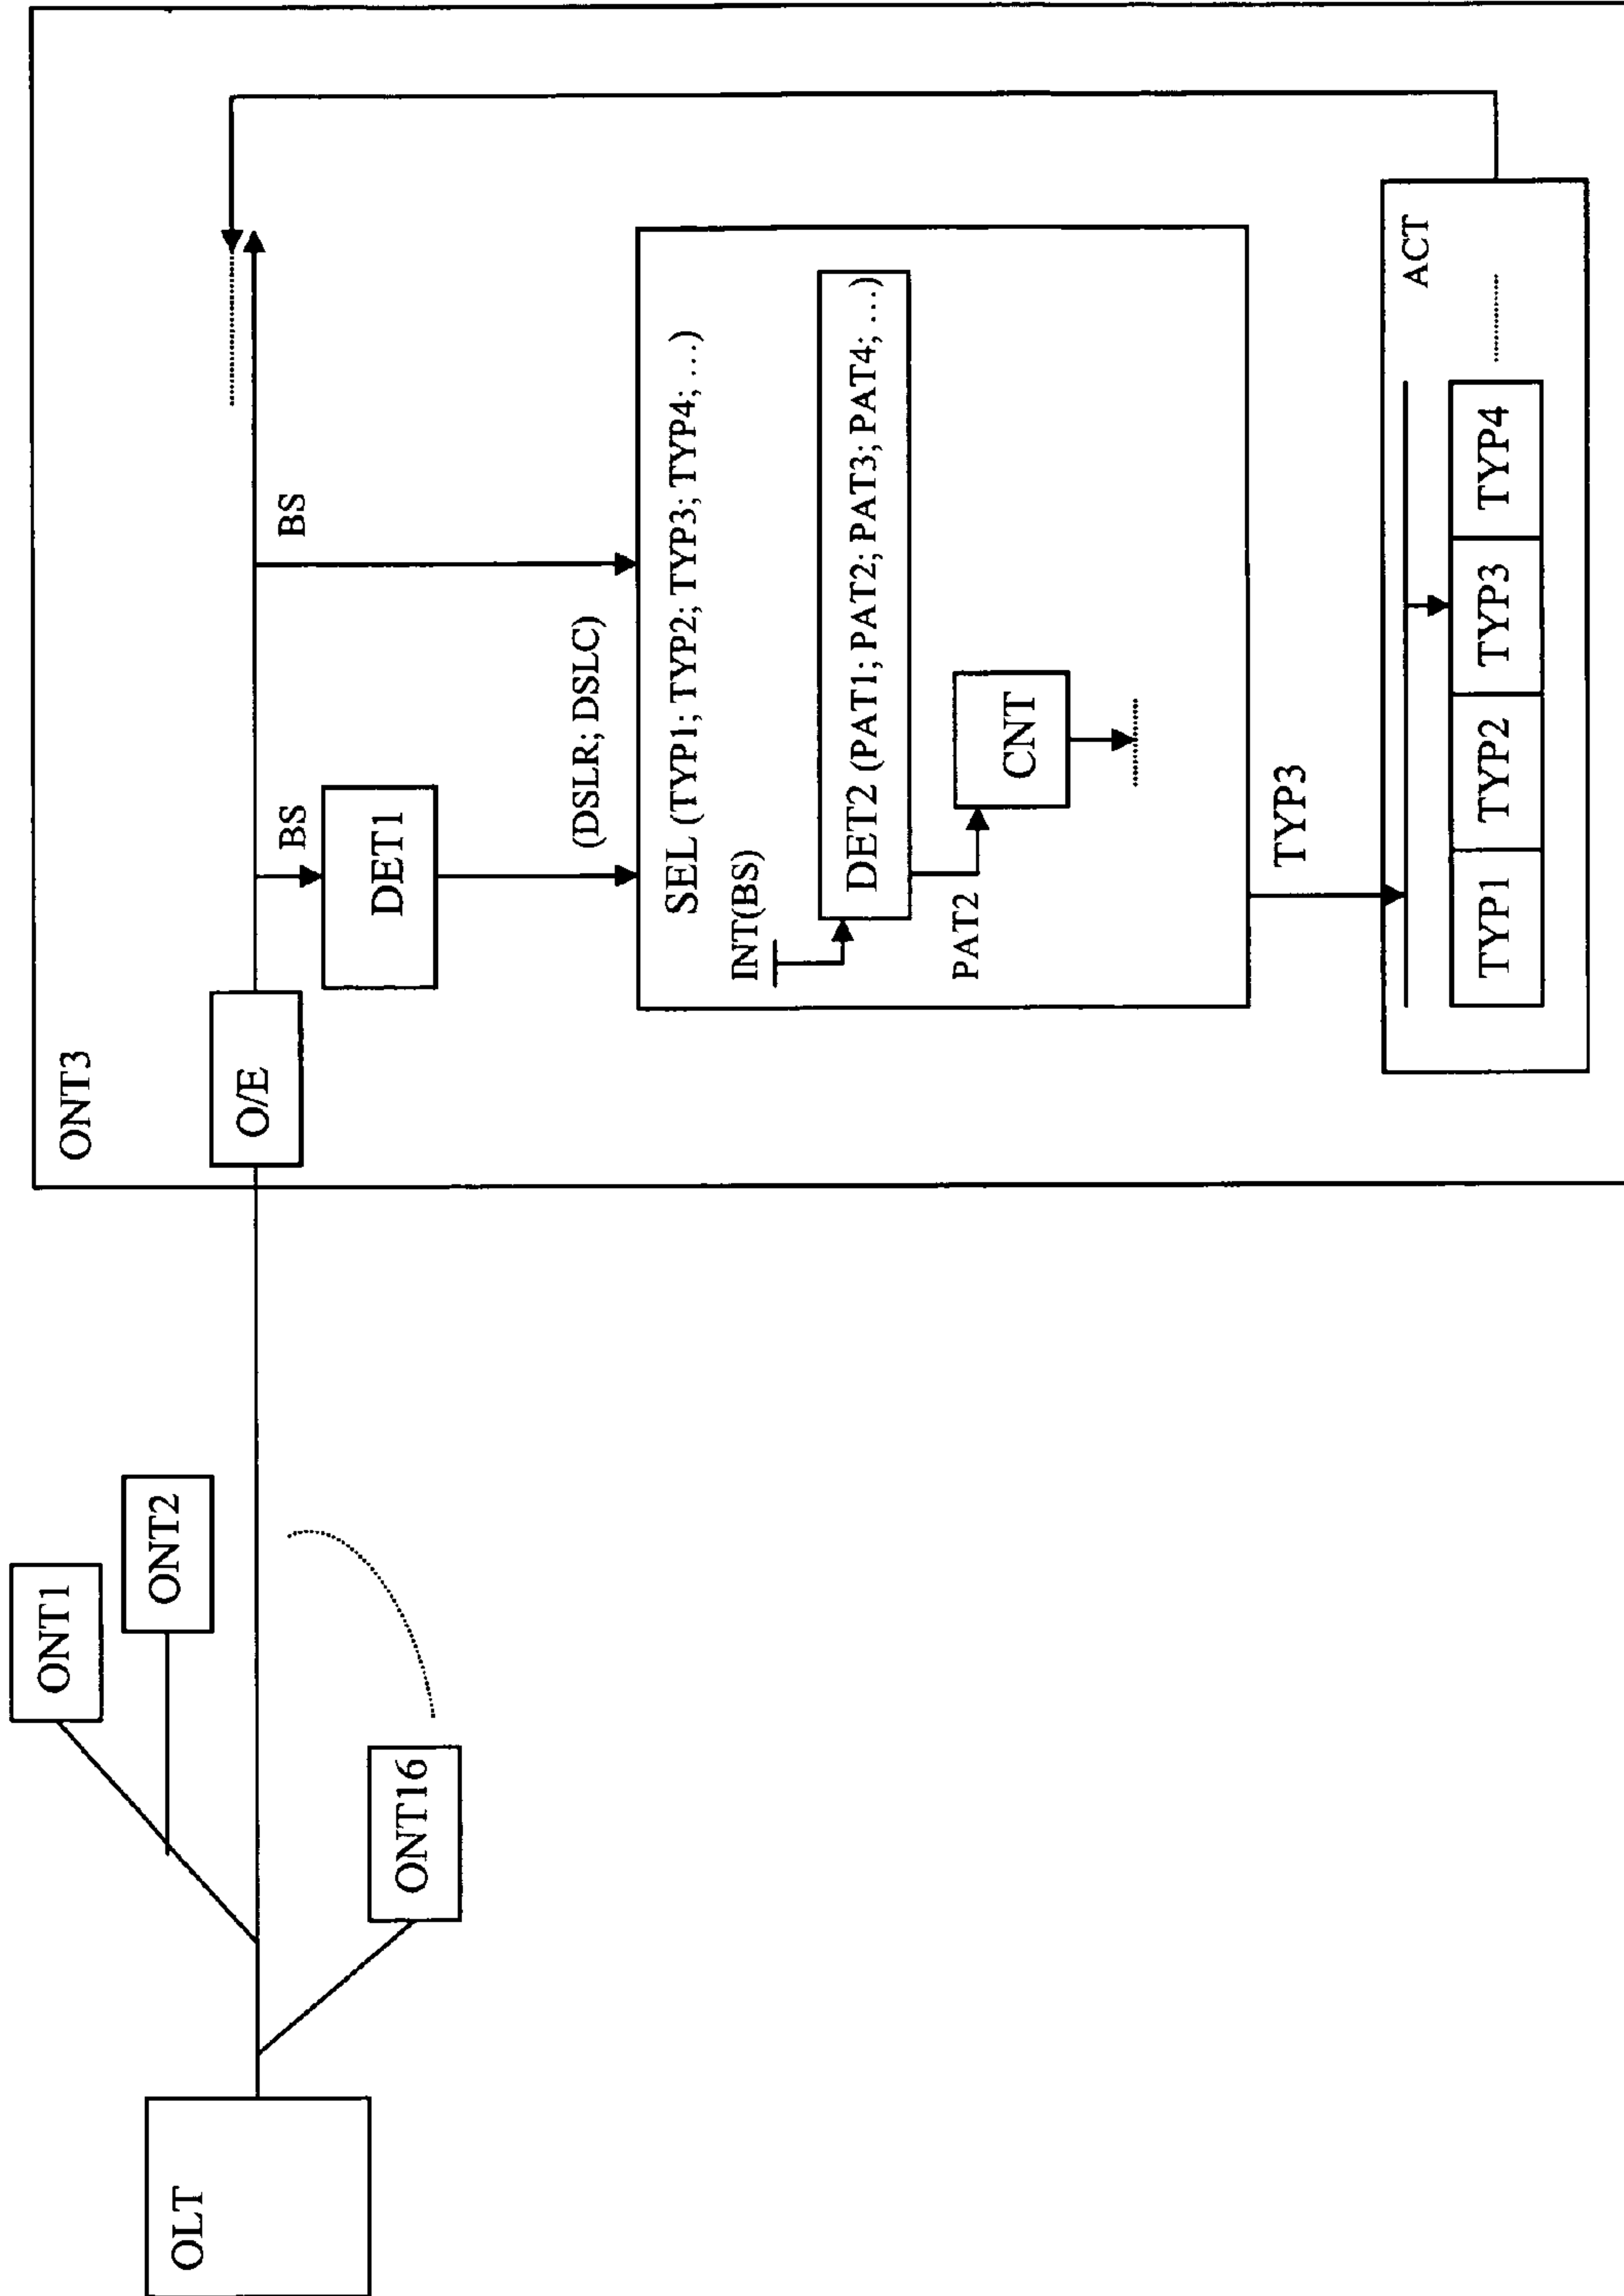 ONT3
O/E
BS
BS
DET1
(DSLR; DSLC)
SEL (TYP1; TYP2; TYP3; TYP4; ...)
INT(BS)
DET2 (PAT1; PAT2; PAT3; PAT4; ...)
PAT2
CNT
TYP3
ACT
TYP1
TYP2
TYP3
TYP4
ONT1
ONT2
ONT16
OLT